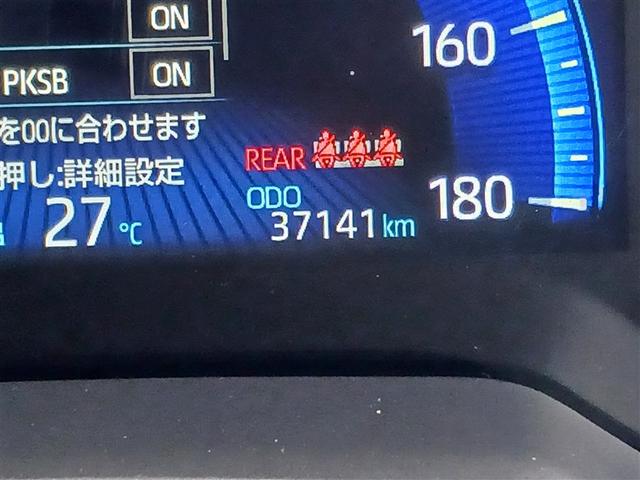 ON
160
PKSB ON
を00に合わせます
REAR
押し:詳細設定
ODO
180
27 ℃
37141 km